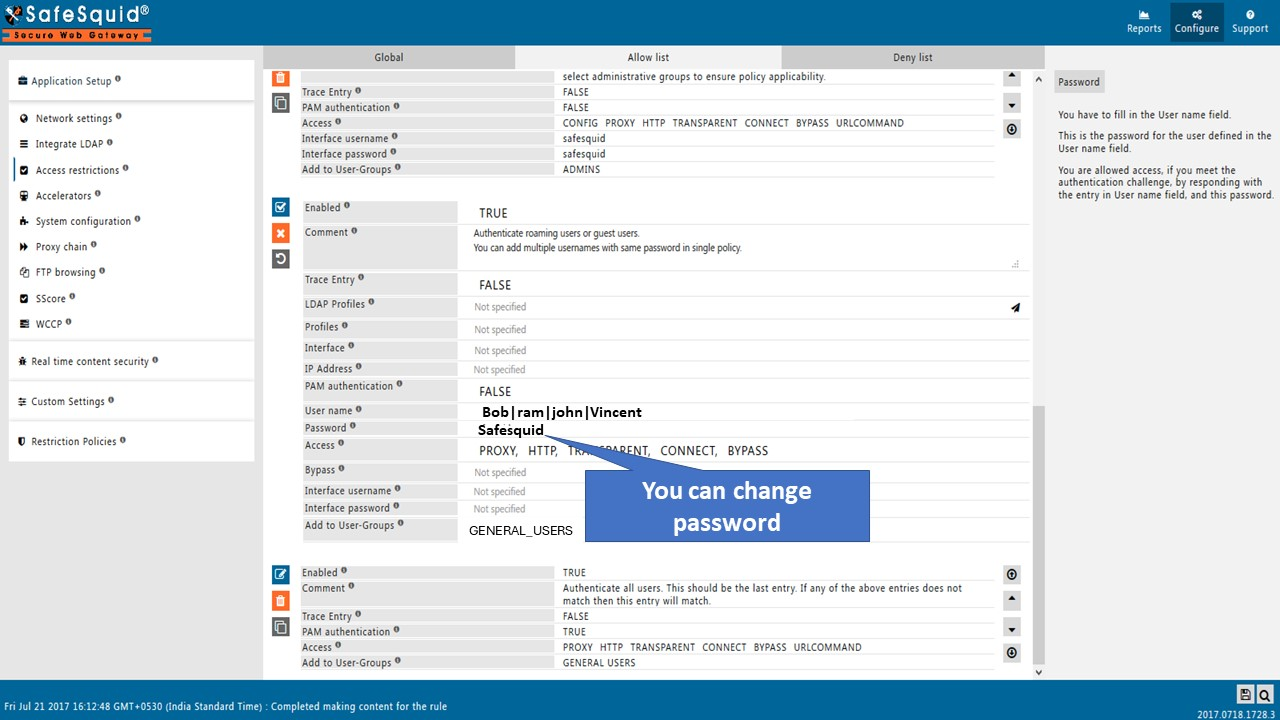 SafeSquid®
Secure Web Gateway
Reports
Configure
Support
Application Setup
Network settings
Integrate LDAP
Access restrictions
Accelerators
System configuration
Proxy chain
FTP browsing
SScore
WCCP
Real time content security
Custom Settings
Restriction Policies
Global
Allow list
Deny list
select administrative groups to ensure policy applicability.
Trace Entry FALSE
PAM authentication FALSE
Access CONFIG PROXY HTTP TRANSPARENT CONNECT BYPASS URLCOMMAND
Interface username safesquid
Interface password safesquid
Add to User-Groups ADMINS
Enabled TRUE
Comment Authenticate roaming users or guest users.
You can add multiple usernames with same password in single policy.
Trace Entry FALSE
LDAP Profiles Not specified
Profiles Not specified
Interface Not specified
IP Address Not specified
PAM authentication FALSE
User name Bob|ram|john|Vincent
Password Safesquid
Access PROXY, HTTP, TRANSPARENT, CONNECT, BYPASS
Bypass Not specified
Interface username Not specified
Interface password Not specified
Add to User-Groups GENERAL_USERS
You can change
password
Enabled TRUE
Comment Authenticate all users. This should be the last entry. If any of the above entries does not
match then this entry will match.
Trace Entry FALSE
PAM authentication TRUE
Access PROXY HTTP TRANSPARENT CONNECT BYPASS URLCOMMAND
Add to User-Groups GENERAL USERS
Password
You have to fill in the User name field.
This is the password for the user defined in the
User name field.
You are allowed access, if you meet the
authentication challenge, by responding with
the entry in User name field, and this password.
Fri Jul 21 2017 16:12:48 GMT+0530 (India Standard Time) : Completed making content for the rule
2017.0718.1728.3